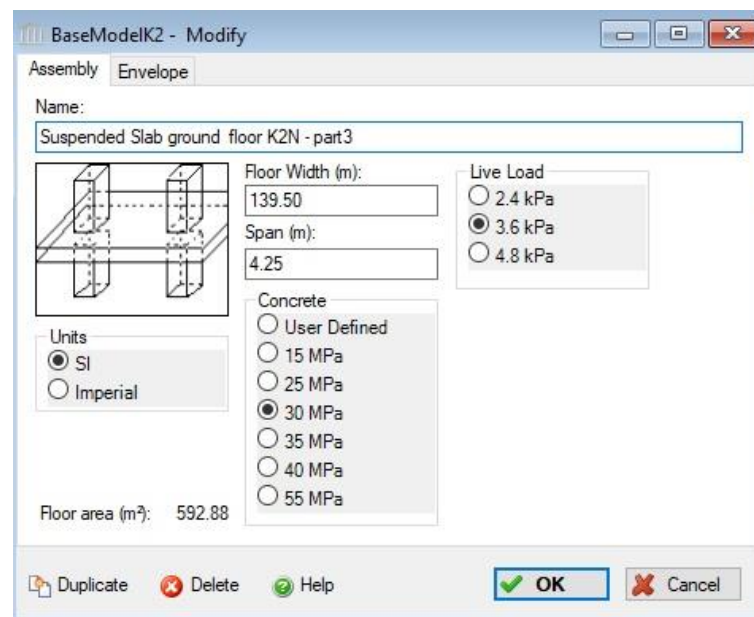 BaseModelK2 - Modify
Assembly Envelope
Name:
Suspended Slab ground floor K2N - part3
Floor Width (m):
139.50
Span (m):
4.25
Live Load
2.4 kPa
3.6 kPa
4.8 kPa
Units
SI
Imperial
Concrete
User Defined
15 MPa
25 MPa
30 MPa
35 MPa
40 MPa
55 MPa
Floor area (m²): 592.88
Duplicate Delete Help OK Cancel